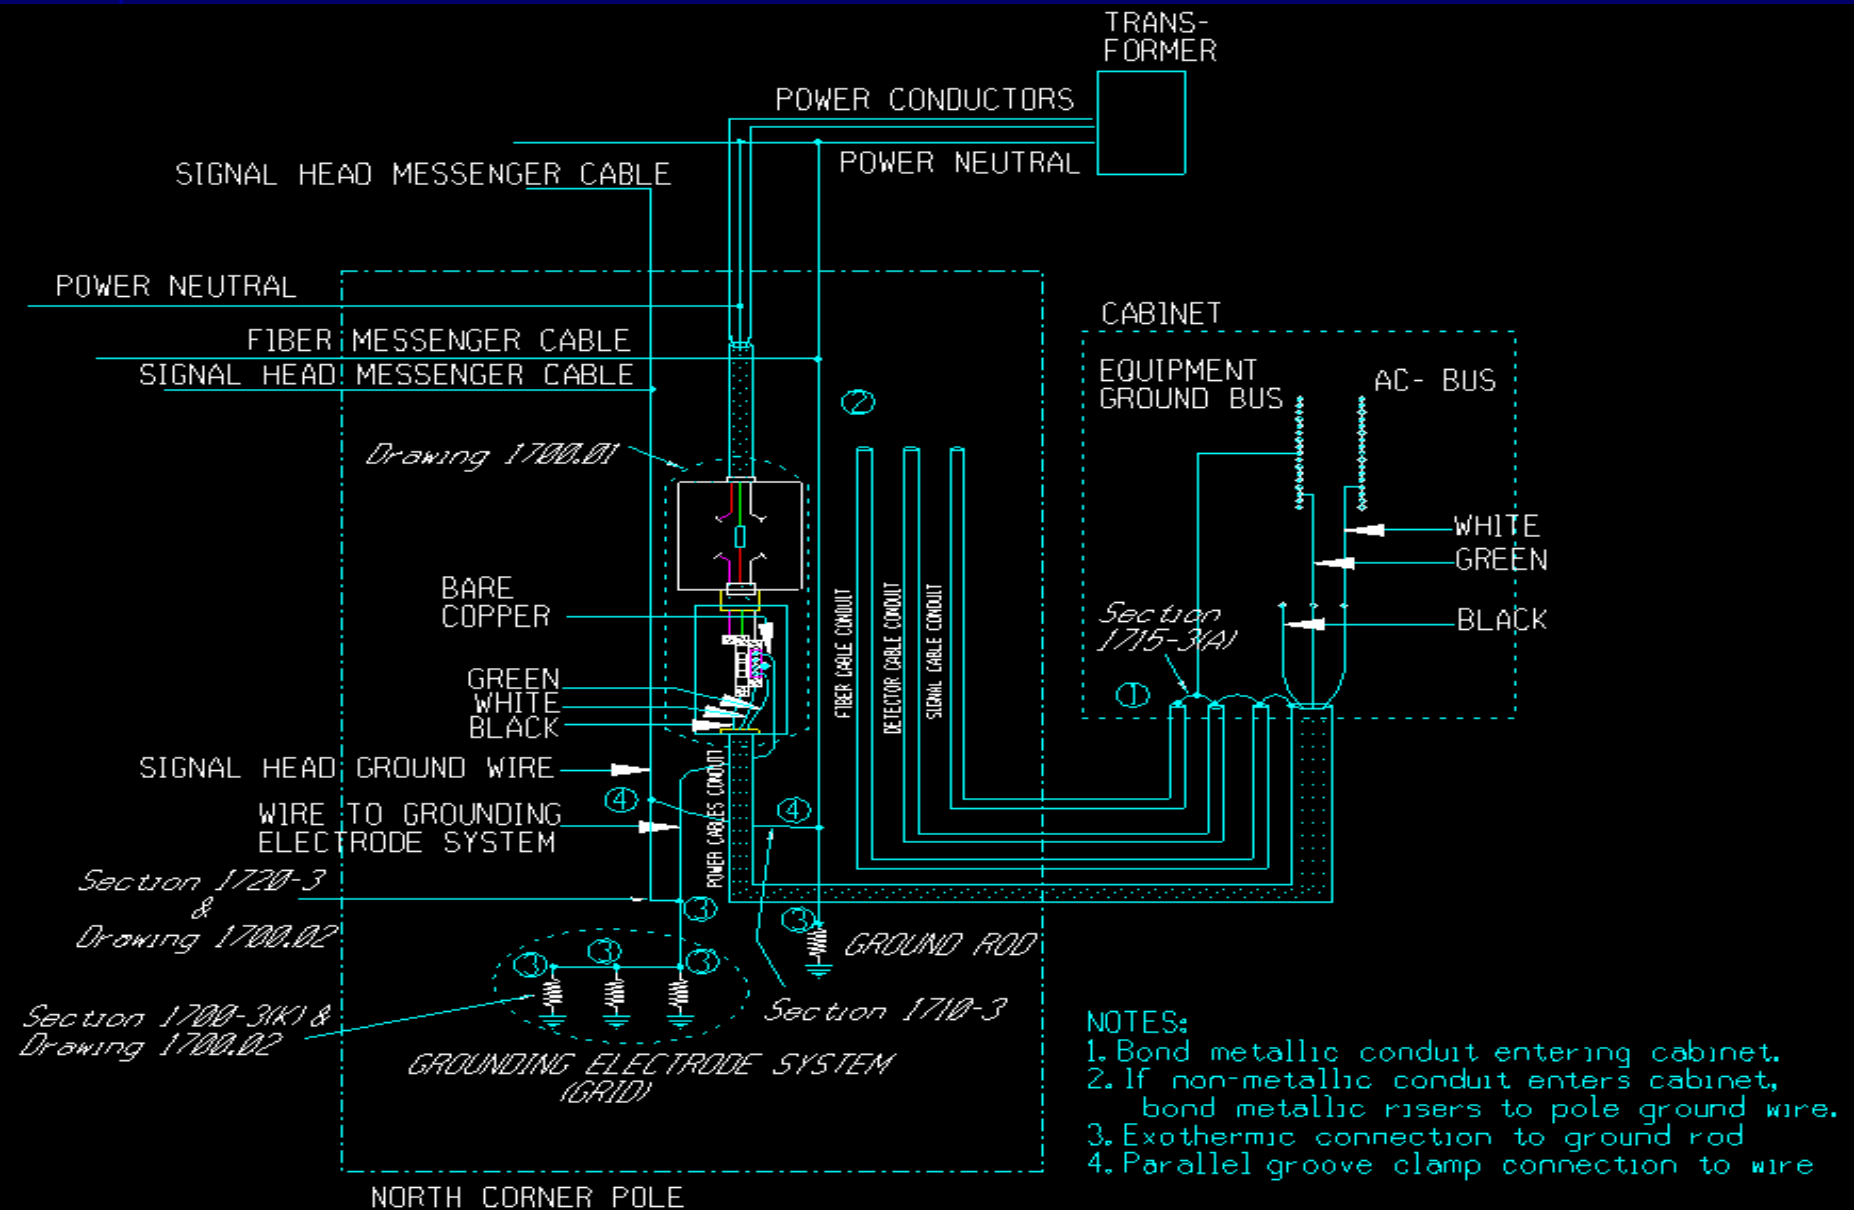 TRANS-
FORMER
POWER CONDUCTORS
POWER NEUTRAL
SIGNAL HEAD MESSENGER CABLE
POWER NEUTRAL
FIBER MESSENGER CABLE
SIGNAL HEAD MESSENGER CABLE
CABINET
EQUIPMENT
GROUND BUS
AC- BUS
2
Drawing 1700.01
WHITE
GREEN
BLACK
BARE
COPPER
FIBER CABLE CONDUIT
DETECTOR CABLE CONDUIT
SIGNAL CABLE CONDUIT
Section
1715-3(A)
1
GREEN
WHITE
BLACK
SIGNAL HEAD GROUND WIRE
4
4
WIRE TO GROUNDING
ELECTRODE SYSTEM
POWER CABLES CONDUIT
Section 1720-3
&
Drawing 1700.02
3
3
GROUND ROD
3
3
3
Section 1700-3(K) &
Drawing 1700.02
Section 1710-3
GROUNDING ELECTRODE SYSTEM
(GRID)
NORTH CORNER POLE
NOTES:
1. Bond metallic conduit entering cabinet.
2. If non-metallic conduit enters cabinet,
bond metallic risers to pole ground wire.
3. Exothermic connection to ground rod
4. Parallel groove clamp connection to wire